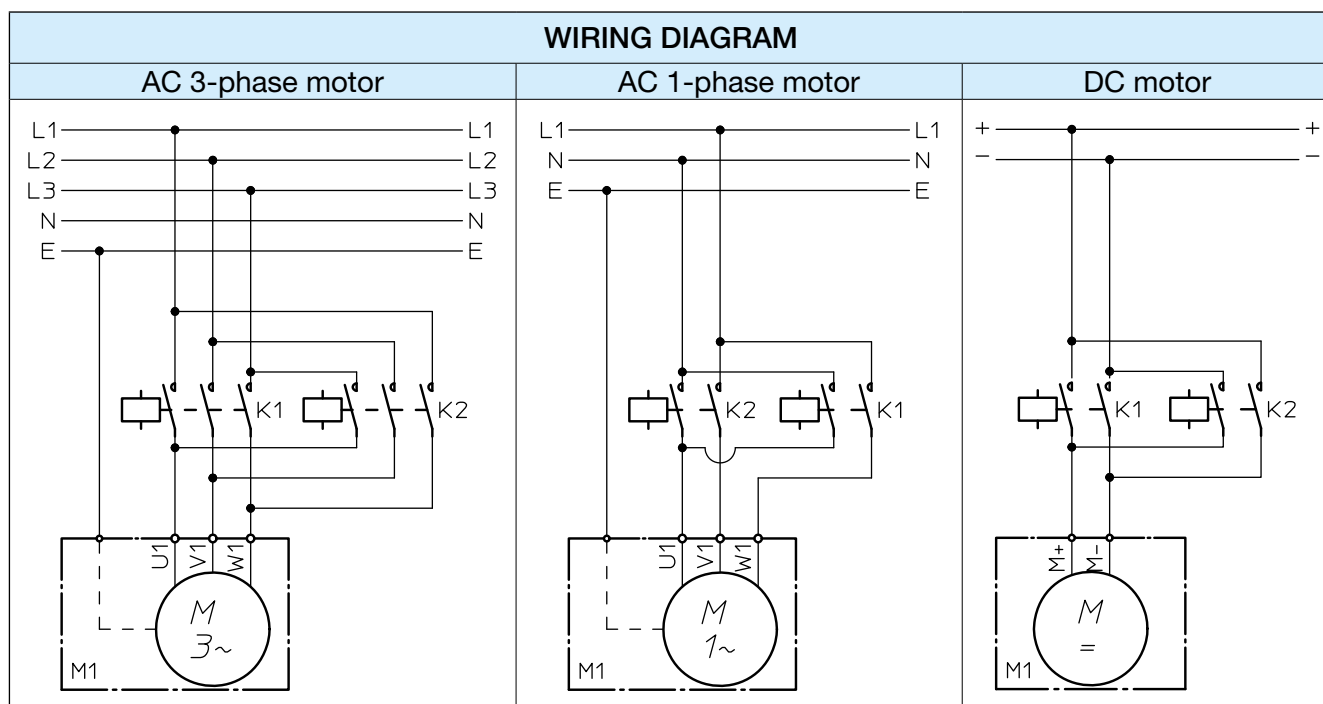 WIRING DIAGRAM
AC 3-phase motor
L1 L1
L2 L2
L3 L3
N N
E E
K1 K2
U1 V1 W1
M
3~
M1
AC 1-phase motor
L1 L1
N N
E E
K2 K1
U1 V1 W1
M
1~
DC motor
+ +
− −
K1 K2
M+ M-
M
=
M1